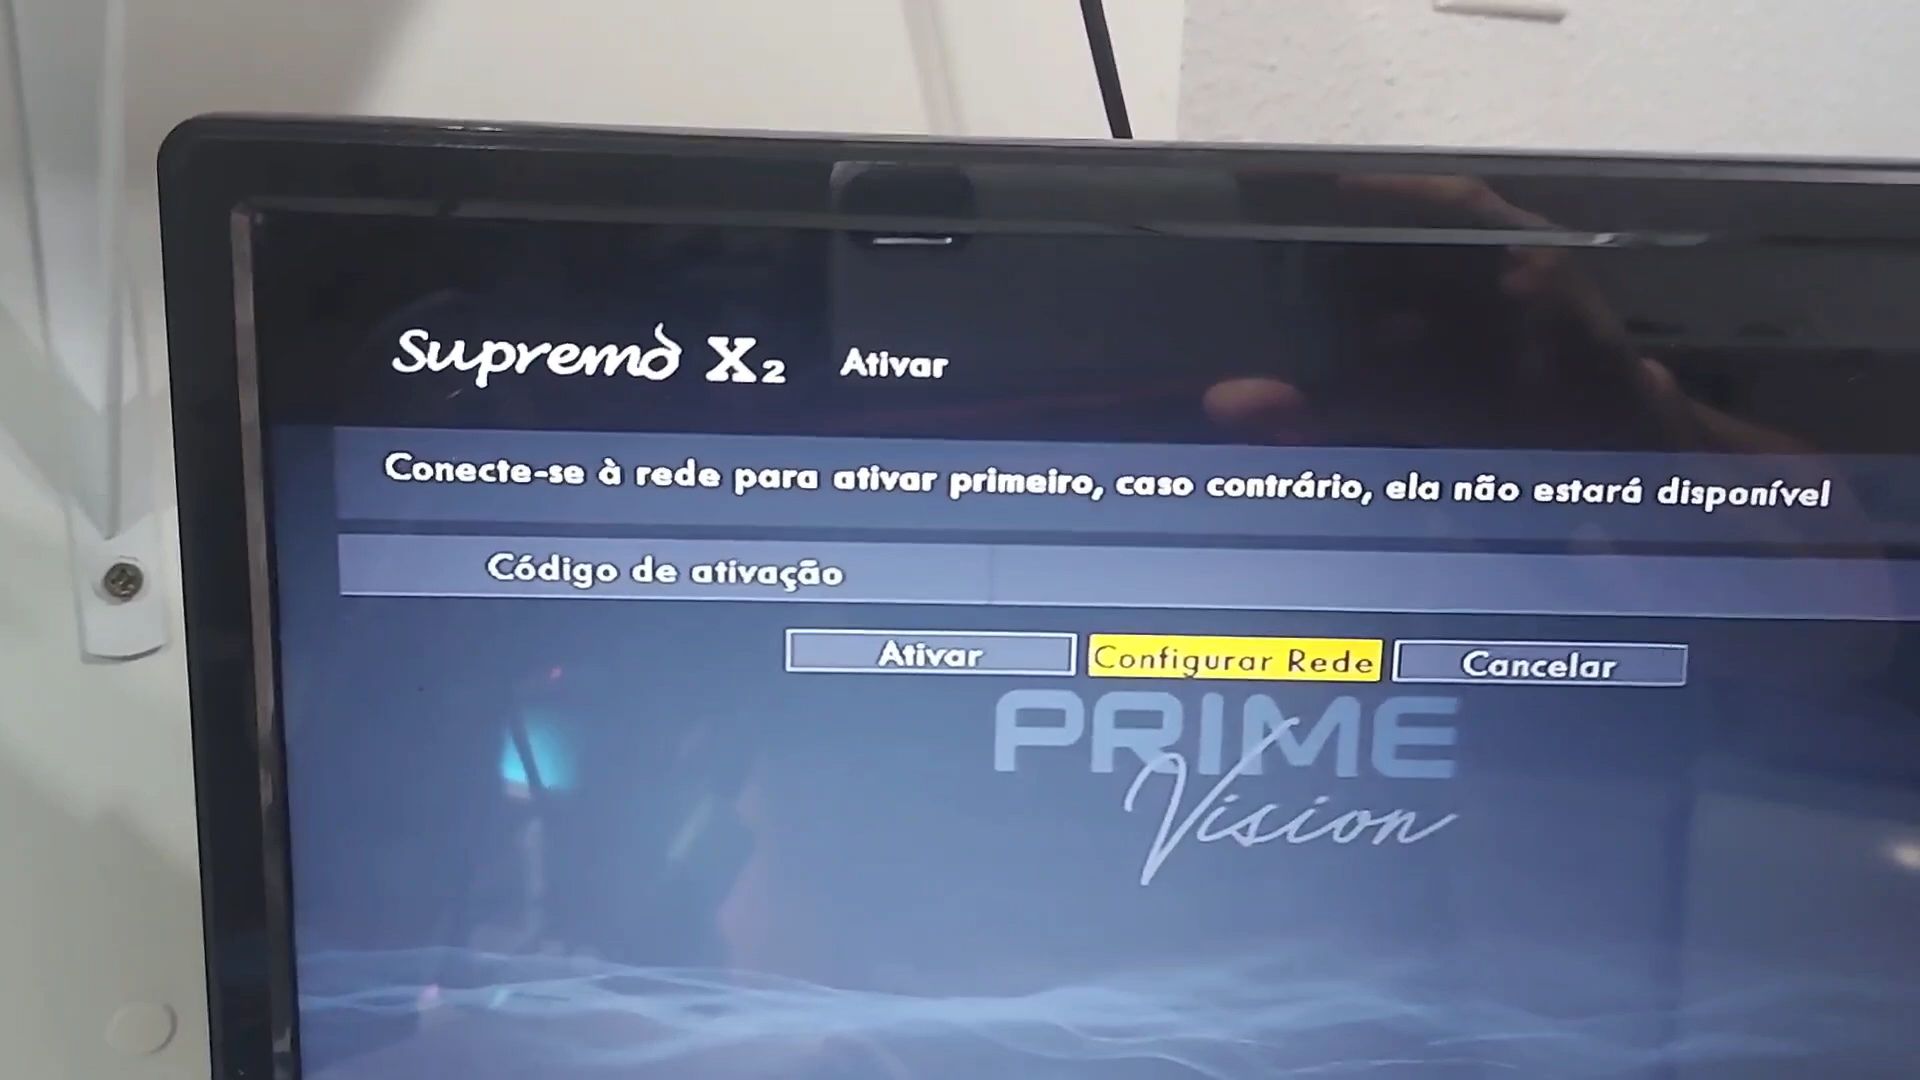 Supremo X2 Ativar
Conecte-se à rede para ativar primeiro, caso contrário, ela não estará disponível
Código de ativação
Ativar Configurar Rede Cancelar
PRIME
Vision